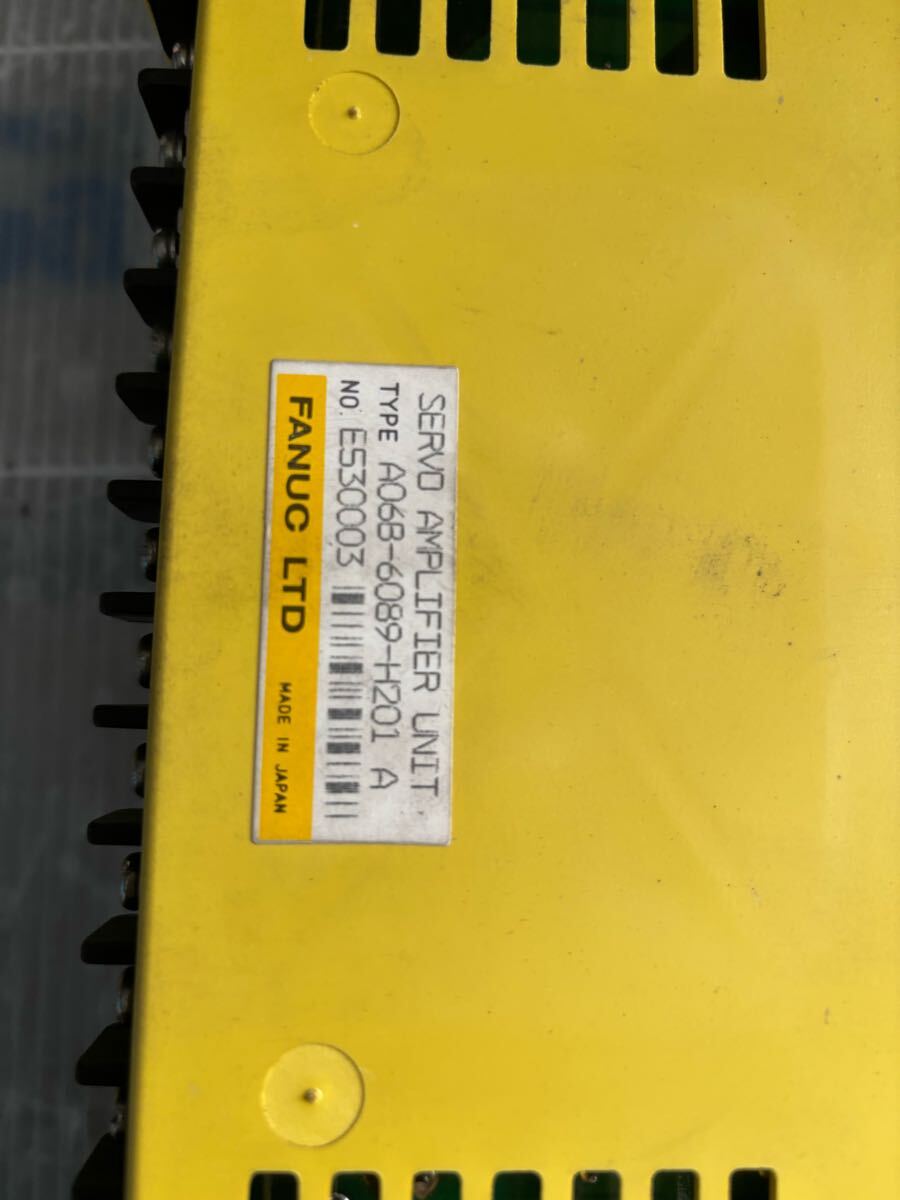 SERVO AMPLIFIER UNIT
TYPE A06B-6089-H201 A
NO. E530003
FANUC LTD MADE IN JAPAN